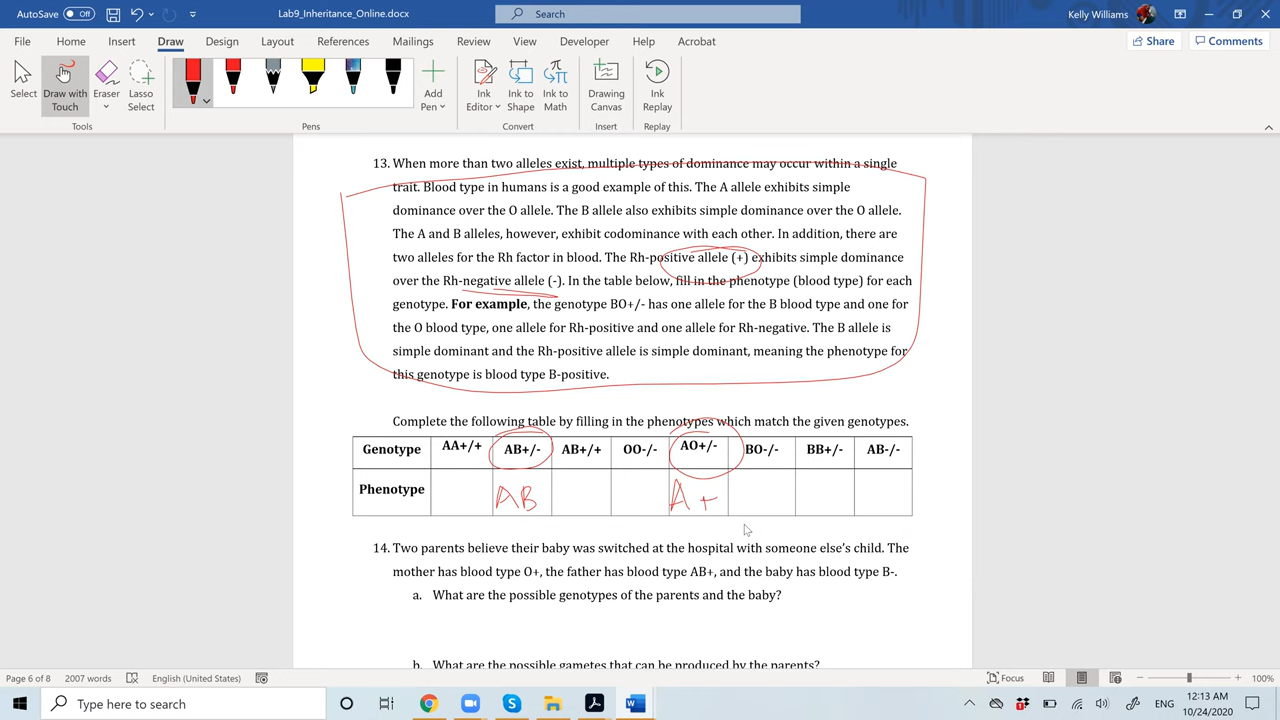 AutoSave Off Lab9_Inheritance_Online.docx Search Kelly Williams
File Home Insert Draw Design Layout References Mailings Review View Developer Help Acrobat Share Comments
Select Draw with Touch Eraser Lasso Select Add Pen Ink Editor Ink to Shape Ink to Math Drawing Canvas Ink Replay
Tools Pens Convert Insert Replay
13. When more than two alleles exist, multiple types of dominance may occur within a single
trait. Blood type in humans is a good example of this. The A allele exhibits simple
dominance over the O allele. The B allele also exhibits simple dominance over the O allele.
The A and B alleles, however, exhibit codominance with each other. In addition, there are
two alleles for the Rh factor in blood. The Rh-positive allele (+) exhibits simple dominance
over the Rh-negative allele (-). In the table below, fill in the phenotype (blood type) for each
genotype. For example, the genotype BO+/- has one allele for the B blood type and one for
the O blood type, one allele for Rh-positive and one allele for Rh-negative. The B allele is
simple dominant and the Rh-positive allele is simple dominant, meaning the phenotype for
this genotype is blood type B-positive.
Complete the following table by filling in the phenotypes which match the given genotypes.
Genotype AA+/+ AB+/- AB+/+ OO-/- AO+/- BO-/- BB+/- AB-/-
Phenotype AB A+
14. Two parents believe their baby was switched at the hospital with someone else's child. The
mother has blood type O+, the father has blood type AB+, and the baby has blood type B-.
a. What are the possible genotypes of the parents and the baby?
b. What are the possible gametes that can be produced by the parents?
Page 6 of 8 2007 words English (United States) Focus 100%
Type here to search ENG 12:13 AM
10/24/2020